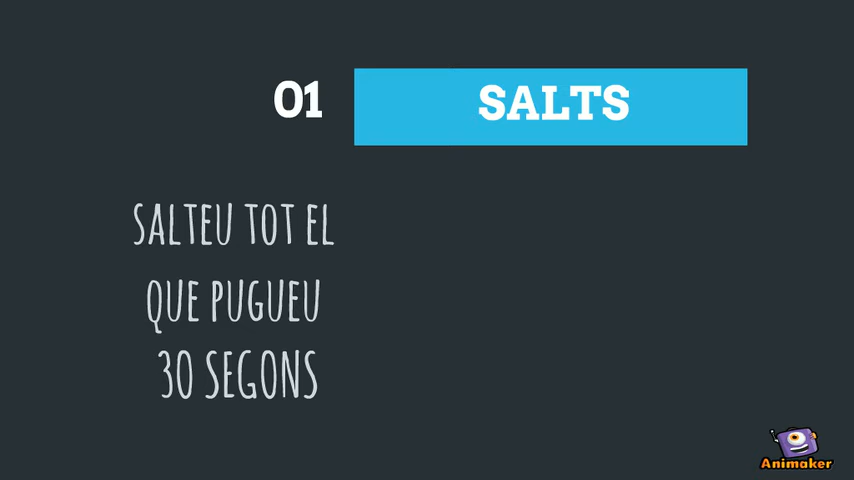 01 SALTS
SALTEU TOT EL
QUE PUGUEU
30 SEGONS
Animaker